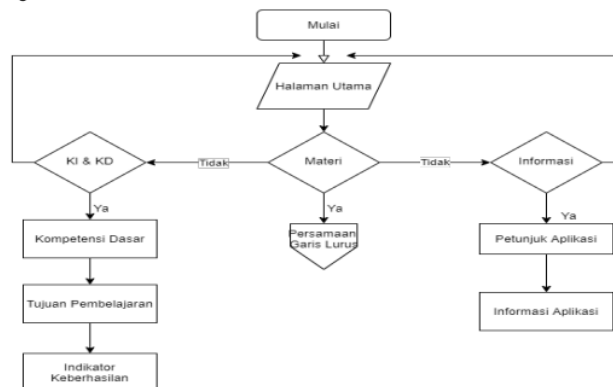 Mulai
Halaman Utama
KI & KD
Tidak
Materi
Tidak
Informasi
Ya
Ya
Ya
Kompetensi Dasar
Persamaan
Garis Lurus
Petunjuk Aplikasi
Tujuan Pembelajaran
Informasi Aplikasi
Indikator
Keberhasilan